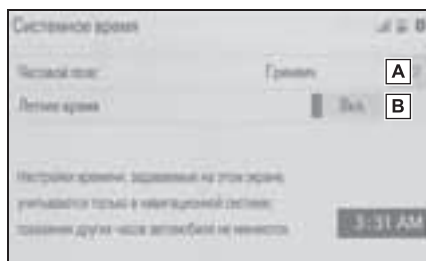 Системное время
Часовой пояс Гринвич A
Летнее время Вкл. B
Настройки времени, задаваемые на этом экране,
учитываются только в навигационной системе;
показания других часов автомобиля не меняются.
3:31 AM